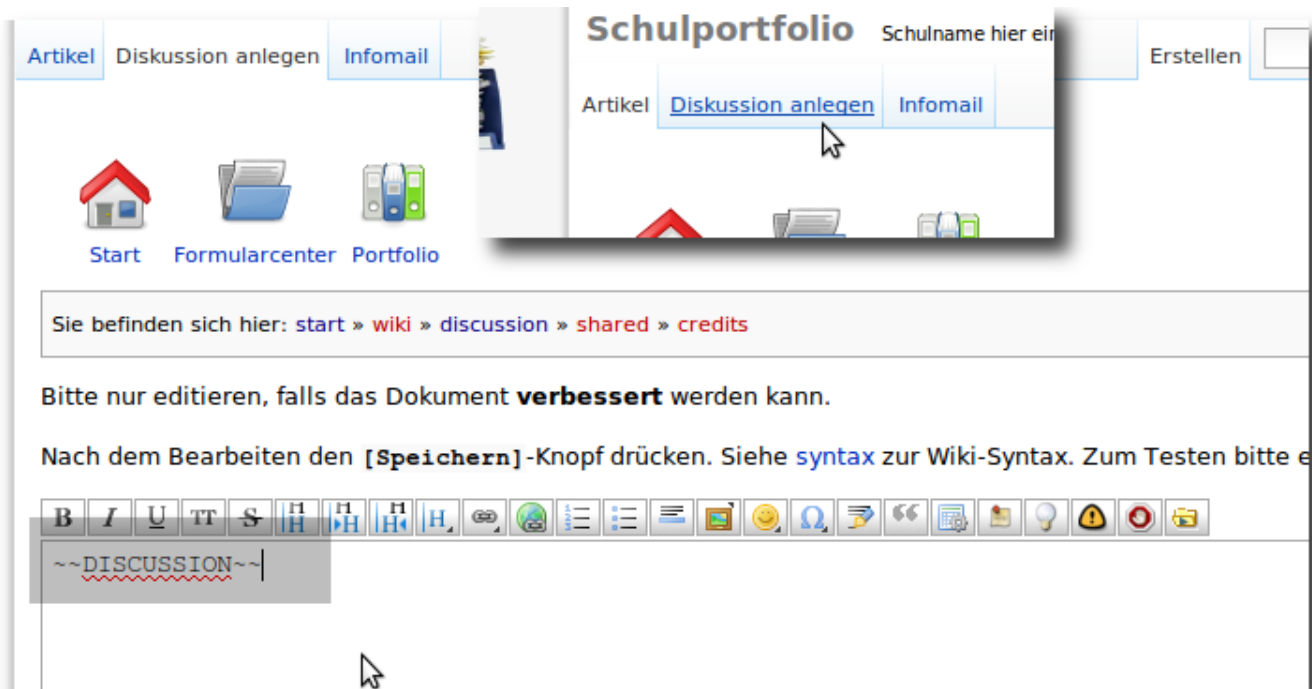 Schulportfolio Schulname hier ein
Artikel Diskussion anlegen Infomail
Artikel Diskussion anlegen Infomail
Erstellen
Start Formularcenter Portfolio
Sie befinden sich hier: start » wiki » discussion » shared » credits
Bitte nur editieren, falls das Dokument verbessert werden kann.
Nach dem Bearbeiten den [Speichern]-Knopf drücken. Siehe syntax zur Wiki-Syntax. Zum Testen bitte e
B I U TT S H H H H Ω
~~DISCUSSION~~